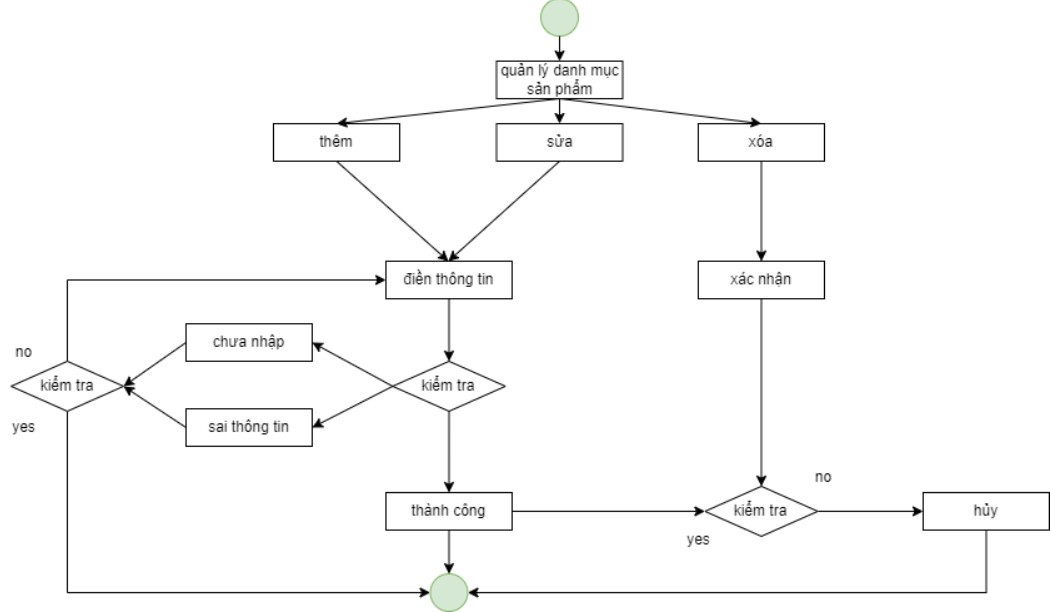 quản lý danh mục
sản phẩm
thêm
sửa
xóa
điền thông tin
xác nhận
chưa nhập
no
kiểm tra
kiểm tra
yes
sai thông tin
no
thành công
kiểm tra
hủy
yes